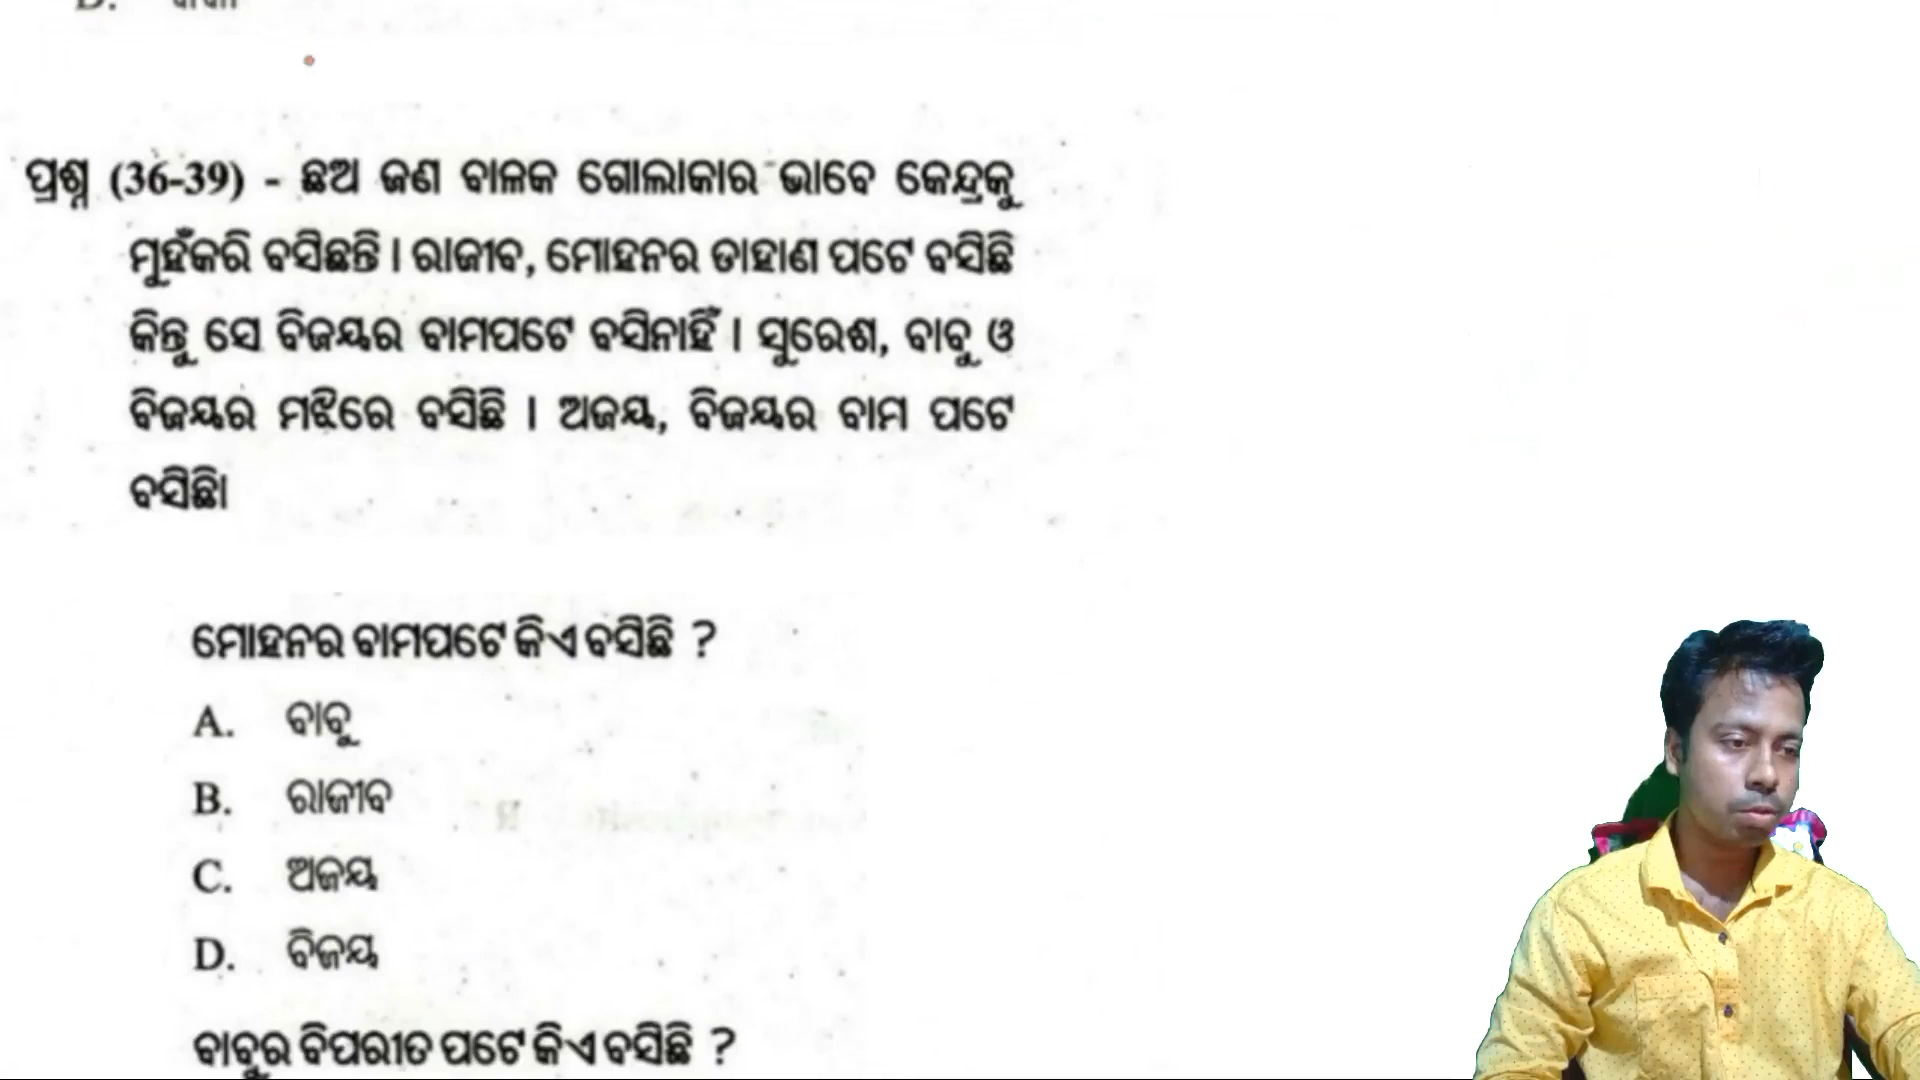 ପ୍ରଶ୍ନ (36-39) - ଛଅ ଜଣ ବାଳକ ଗୋଲାକାର ଭାବେ କେନ୍ଦ୍ରକୁ
ମୁହଁକରି ବସିଛନ୍ତି । ରାଜୀବ, ମୋହନର ଡାହାଣ ପଟେ ବସିଛି
କିନ୍ତୁ ସେ ବିଜୟର ବାମପଟେ ବସିନାହିଁ । ସୁରେଶ, ବାବୁ ଓ
ବିଜୟର ମଝିରେ ବସିଛି । ଅଜୟ, ବିଜୟର ବାମ ପଟେ
ବସିଛି।
ମୋହନର ବାମପଟେ କିଏ ବସିଛି ?
A. ବାବୁ
B. ରାଜୀବ
C. ଅଜୟ
D. ବିଜୟ
ବାବୁର ବିପରୀତ ପଟେ କିଏ ବସିଛି ?